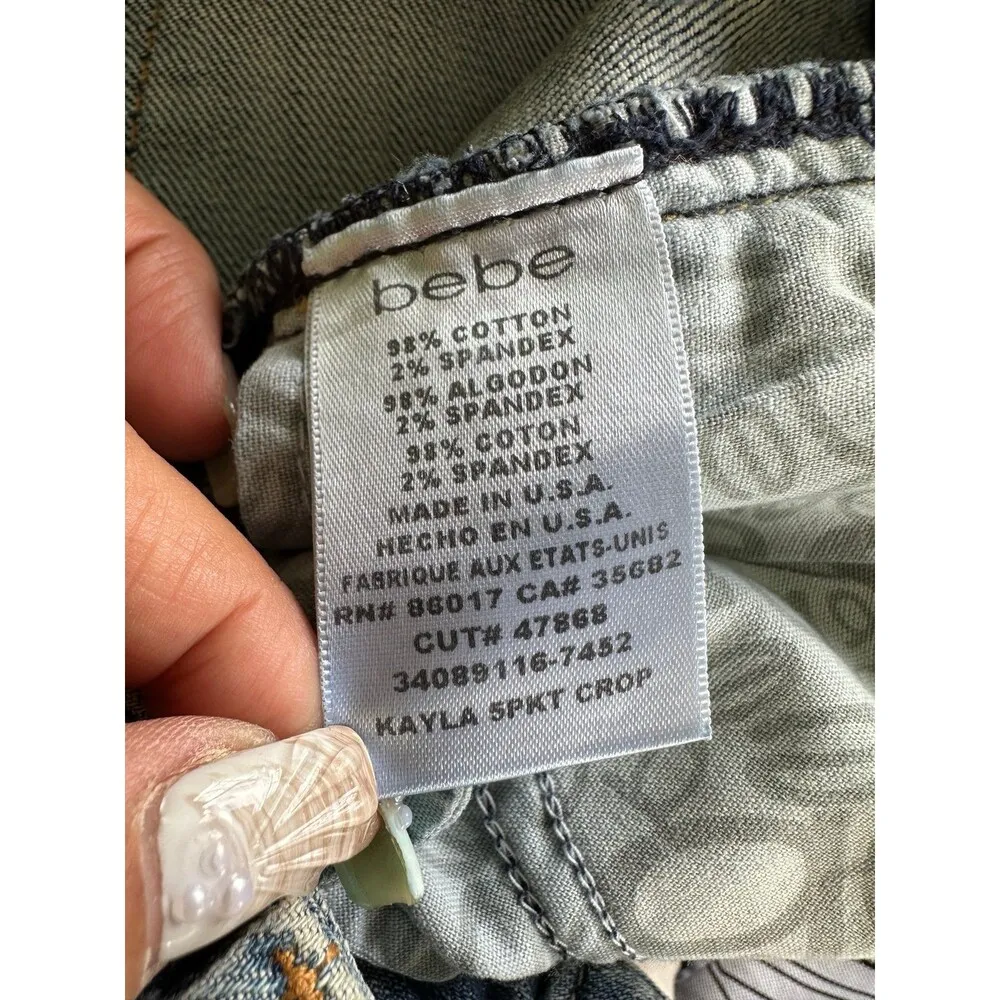 bebe
98% COTTON
2% SPANDEX
98% ALGODON
2% SPANDEX
98% COTON
2% SPANDEX
MADE IN U.S.A.
HECHO EN U.S.A.
FABRIQUE AUX ETATS-UNIS
RN# 86017 CA# 35682
CUT# 47868
34089116-7452
KAYLA 5PKT CROP